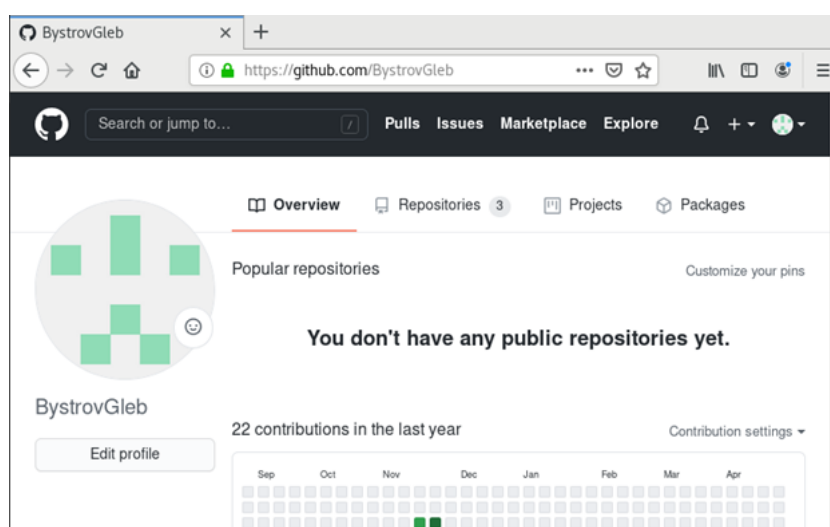 BystrovGleb
https://github.com/BystrovGleb
Search or jump to... / Pulls Issues Marketplace Explore
Overview Repositories 3 Projects Packages
Popular repositories Customize your pins
You don't have any public repositories yet.
BystrovGleb
Edit profile
22 contributions in the last year Contribution settings
Sep Oct Nov Dec Jan Feb Mar Apr